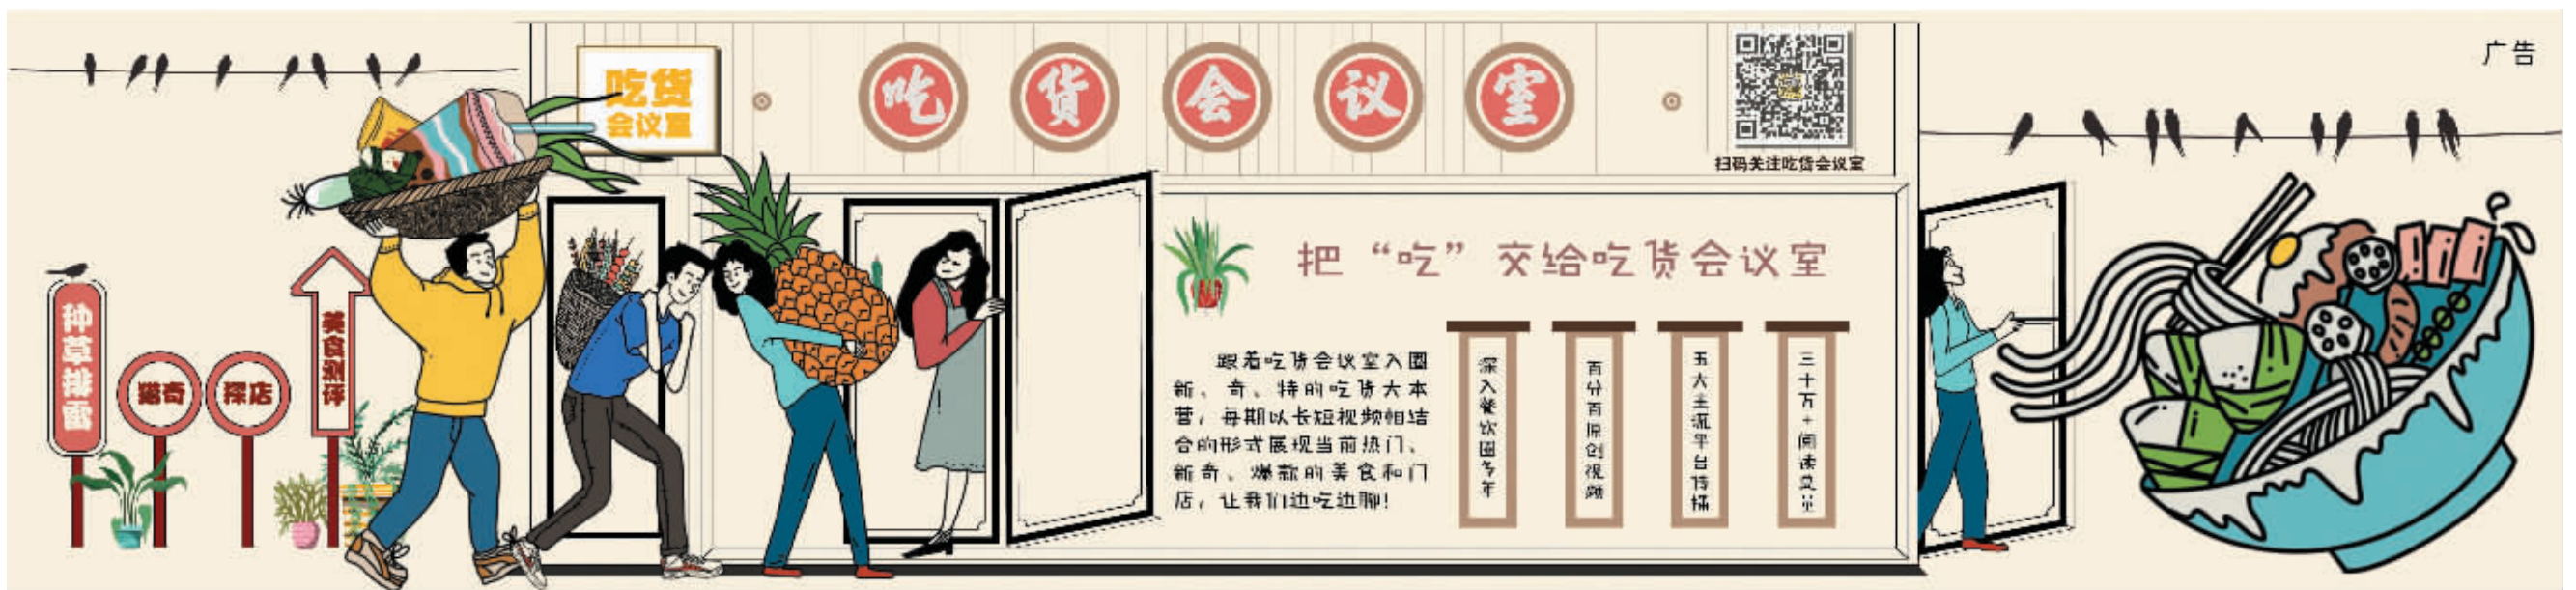 吃货
会议室
吃货会议室
扫码关注吃货会议室
广告
种草排雷
猎奇
探店
美食测评
把“吃”交给吃货会议室
跟着吃货会议室入圈
新、奇、特的吃货大本
营，每期以长短视频相结
合的形式展现当前热门、
新奇、爆款的美食和门
店，让我们边吃边聊！
深入餐饮圈多年
百分百原创视频
五大主流平台传播
三十万+阅读总量